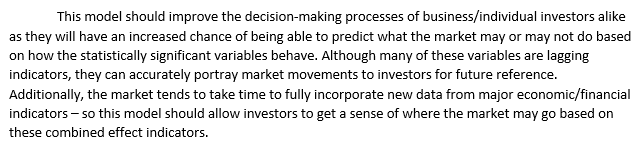 This model should improve the decision-making processes of business/individual investors alike
as they will have an increased chance of being able to predict what the market may or may not do based
on how the statistically significant variables behave. Although many of these variables are lagging
indicators, they can accurately portray market movements to investors for future reference.
Additionally, the market tends to take time to fully incorporate new data from major economic/financial
indicators – so this model should allow investors to get a sense of where the market may go based on
these combined effect indicators.